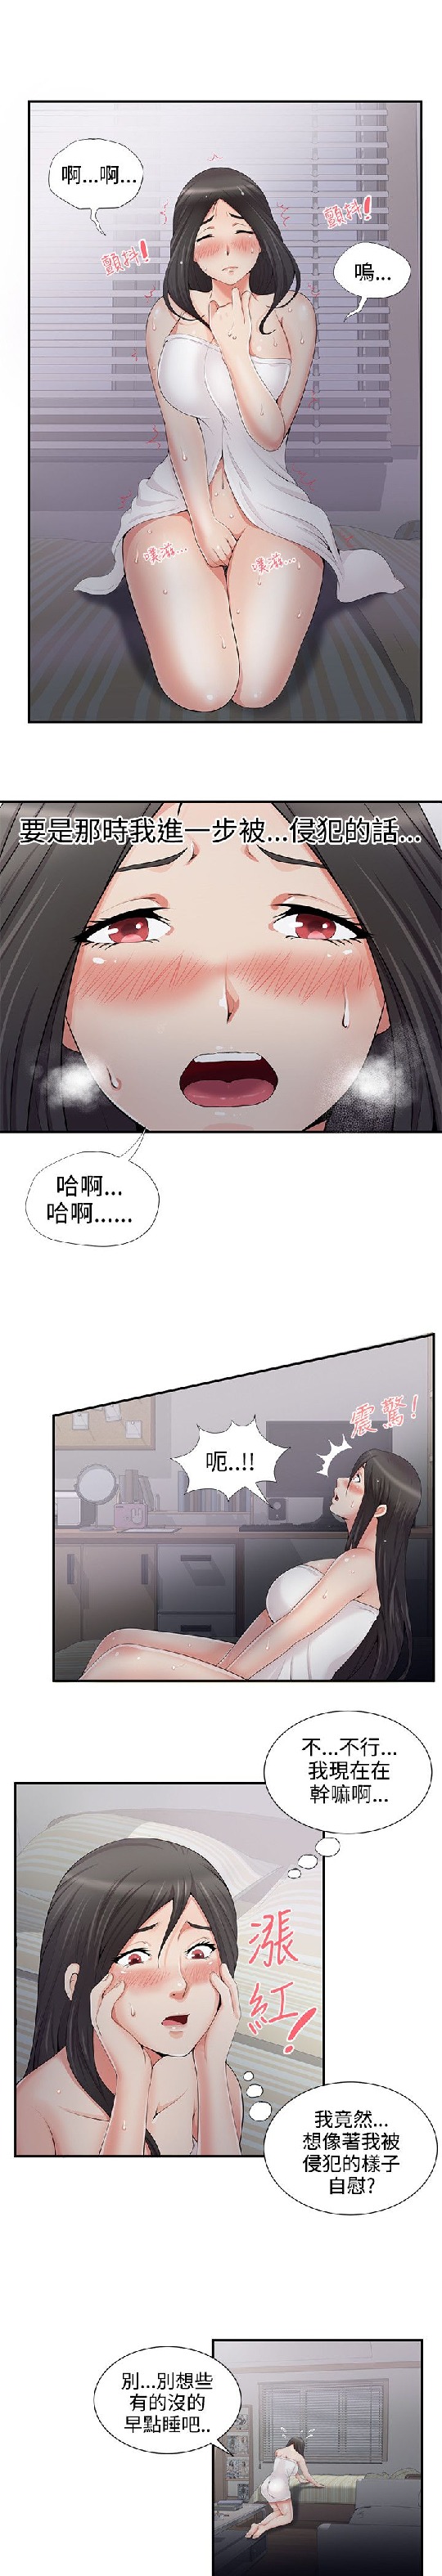 啊...啊...
顫抖!
顫抖!
嗚...
噗滋...
噗滋...
要是那時我進一步被...侵犯的話...
哈啊...
哈啊......
震驚!
呃..!!
不...不行...
我現在在
幹嘛啊...
漲
紅!
我竟然...
想像著我被
侵犯的樣子
自慰?
別...別想些
有的沒的
早點睡吧..